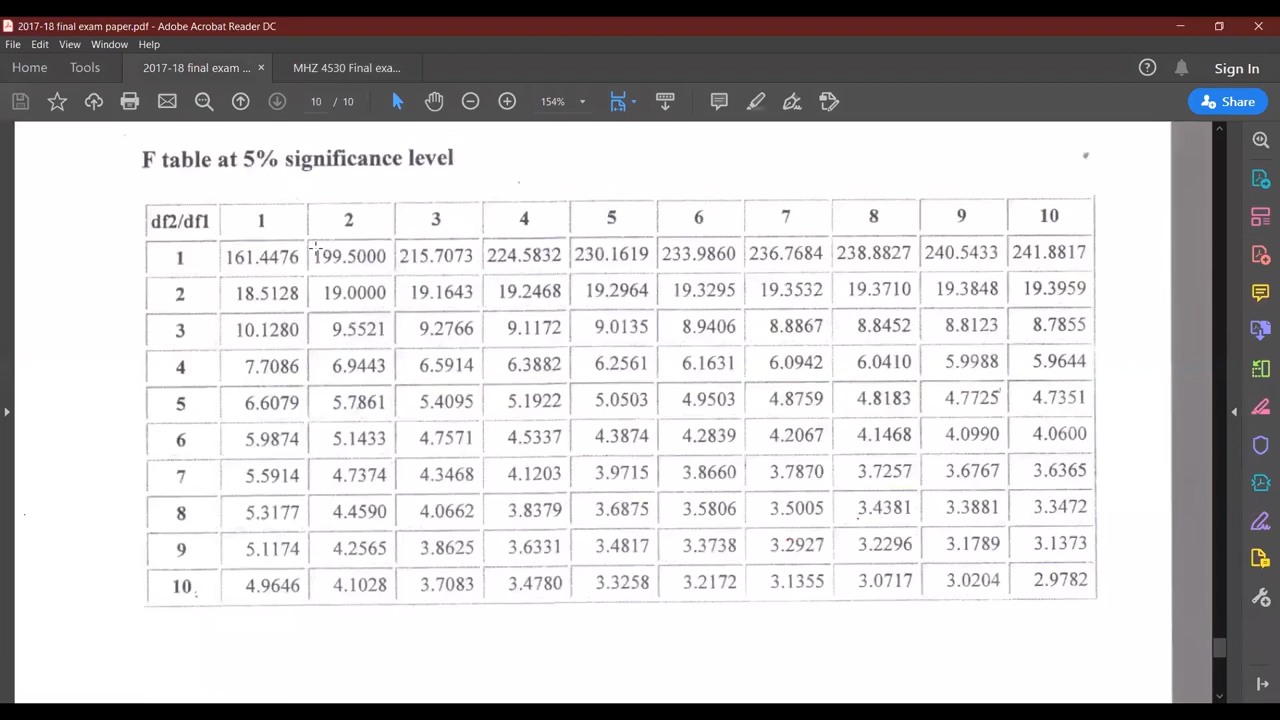 2017-18 final exam paper.pdf - Adobe Acrobat Reader DC
File Edit View Window Help
Home Tools 2017-18 final exam ... × MHZ 4530 Final exa... Sign In
10 / 10 154% Share
F table at 5% significance level
df2/df1 1 2 3 4 5 6 7 8 9 10
1 161.4476 199.5000 215.7073 224.5832 230.1619 233.9860 236.7684 238.8827 240.5433 241.8817
2 18.5128 19.0000 19.1643 19.2468 19.2964 19.3295 19.3532 19.3710 19.3848 19.3959
3 10.1280 9.5521 9.2766 9.1172 9.0135 8.9406 8.8867 8.8452 8.8123 8.7855
4 7.7086 6.9443 6.5914 6.3882 6.2561 6.1631 6.0942 6.0410 5.9988 5.9644
5 6.6079 5.7861 5.4095 5.1922 5.0503 4.9503 4.8759 4.8183 4.7725 4.7351
6 5.9874 5.1433 4.7571 4.5337 4.3874 4.2839 4.2067 4.1468 4.0990 4.0600
7 5.5914 4.7374 4.3468 4.1203 3.9715 3.8660 3.7870 3.7257 3.6767 3.6365
8 5.3177 4.4590 4.0662 3.8379 3.6875 3.5806 3.5005 3.4381 3.3881 3.3472
9 5.1174 4.2565 3.8625 3.6331 3.4817 3.3738 3.2927 3.2296 3.1789 3.1373
10 4.9646 4.1028 3.7083 3.4780 3.3258 3.2172 3.1355 3.0717 3.0204 2.9782